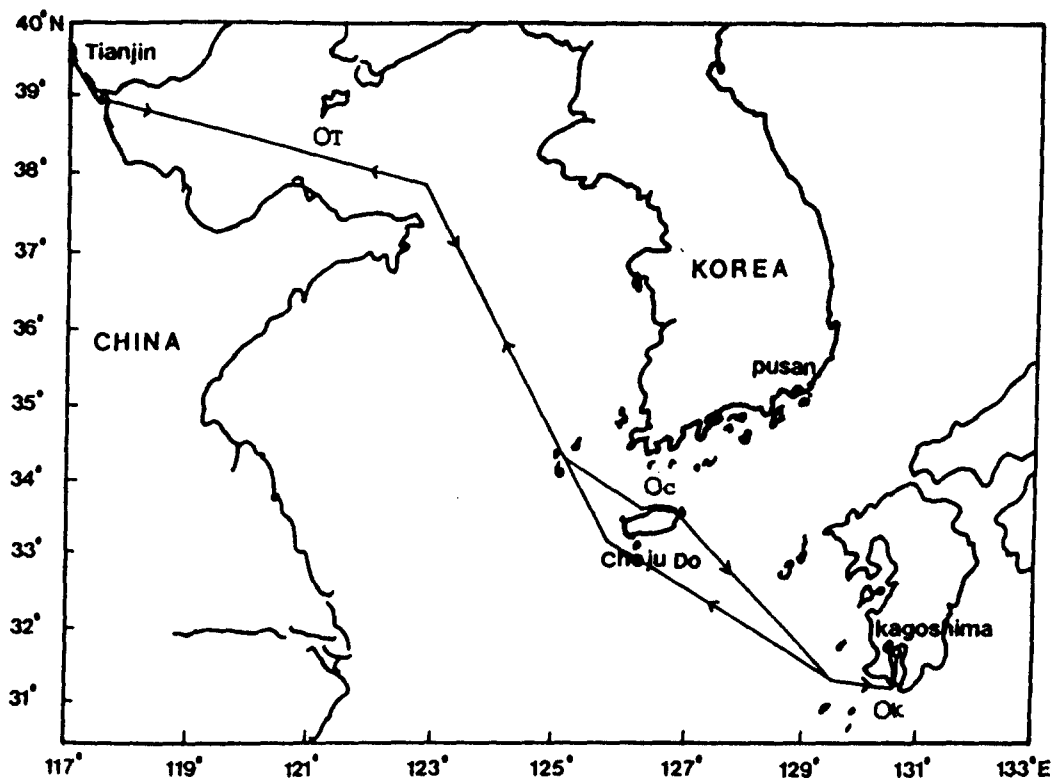 40°N
Tianjin
39°
OT
38°
37°
KOREA
36°
CHINA
pusan
35°
34°
Oc
33°
Cheju Do
32°
kagoshima
31°
Ok
117° 119° 121° 123° 125° 127° 129° 131° 133°E